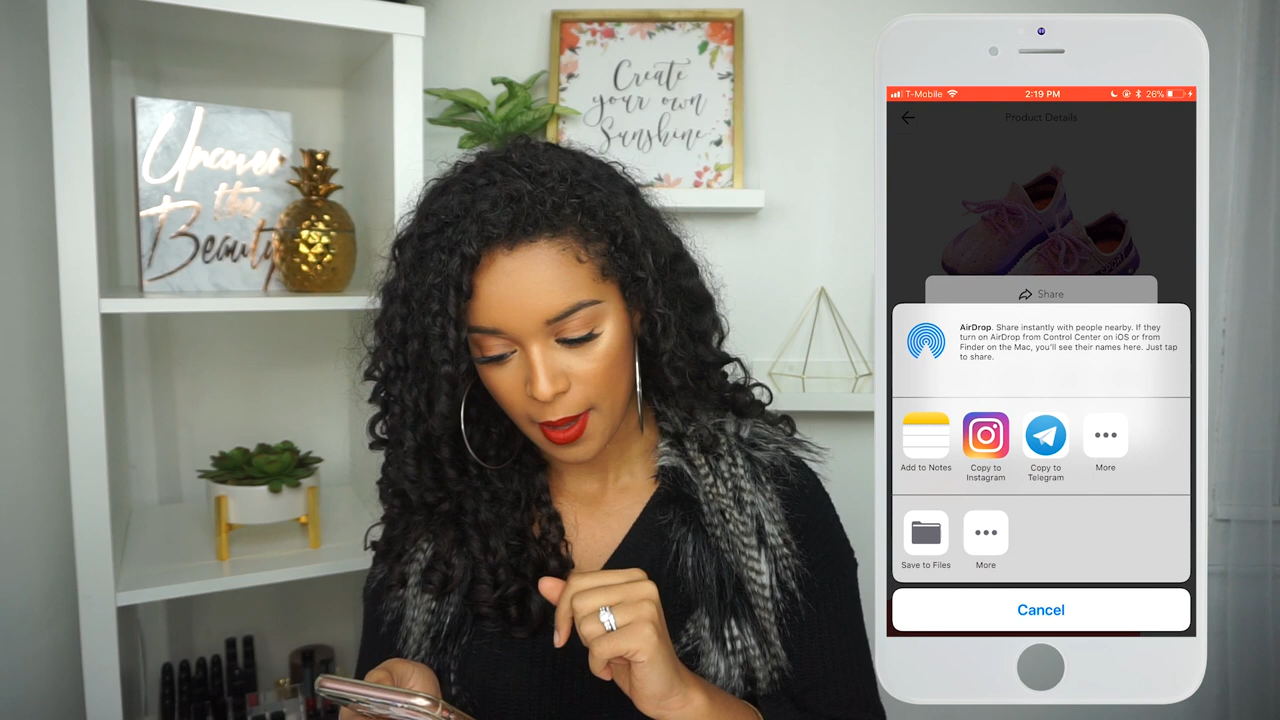 Uncover
the
Beauty
Create
your own
Sunshine
T-Mobile 2:19 PM 26%
Product Details
Share
AirDrop. Share instantly with people nearby. If they
turn on AirDrop from Control Center on iOS or from
Finder on the Mac, you'll see their names here. Just tap
to share.
Add to Notes
Copy to
Instagram
Copy to
Telegram
More
Save to Files
More
Cancel